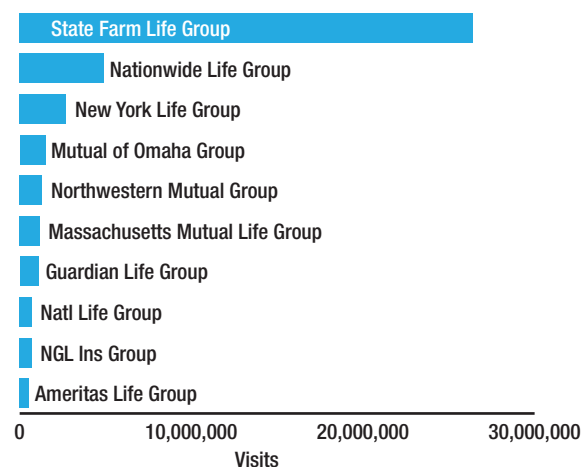 State Farm Life Group
Nationwide Life Group
New York Life Group
Mutual of Omaha Group
Northwestern Mutual Group
Massachusetts Mutual Life Group
Guardian Life Group
Natl Life Group
NGL Ins Group
Ameritas Life Group
0 10,000,000 20,000,000 30,000,000
Visits